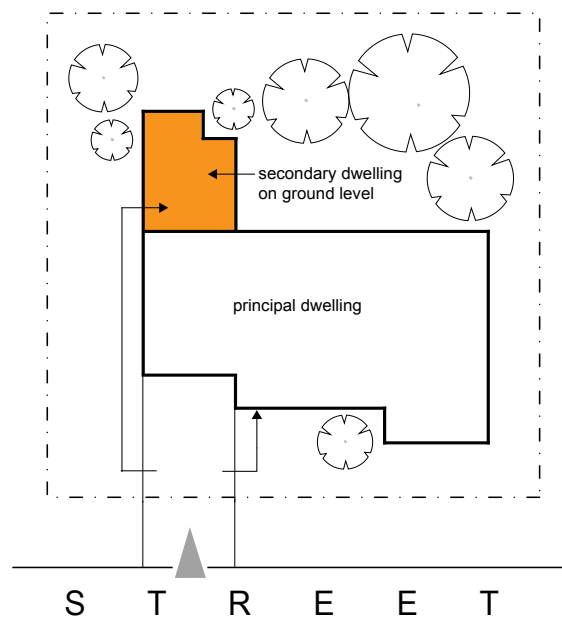 secondary dwelling
on ground level
principal dwelling
S T R E E T